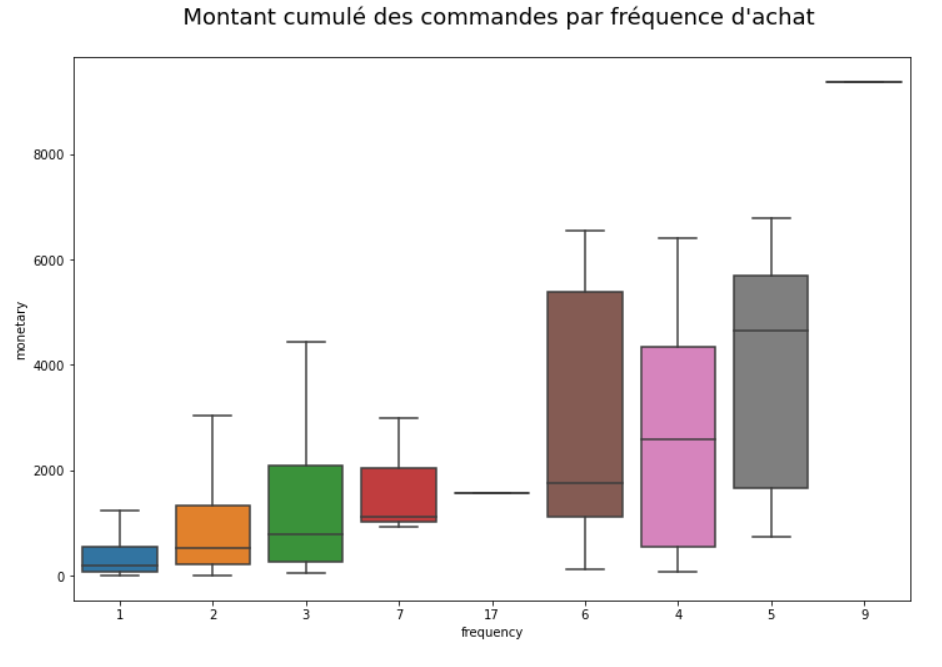 Montant cumulé des commandes par fréquence d'achat
monetary
8000
6000
4000
2000
0
1 2 3 7 17 6 4 5 9
frequency